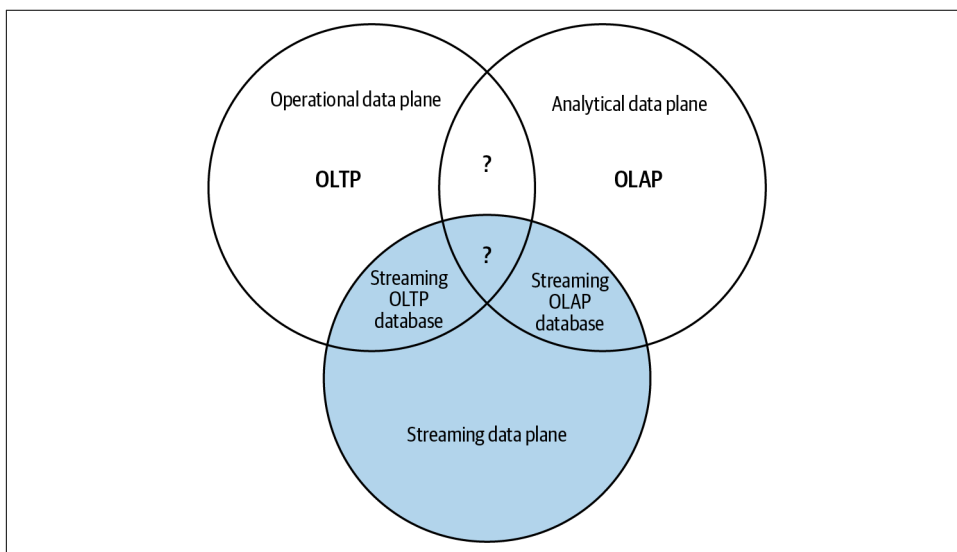 Operational data plane
Analytical data plane
?
OLTP
OLAP
?
Streaming
OLTP
database
Streaming
OLAP
database
Streaming data plane